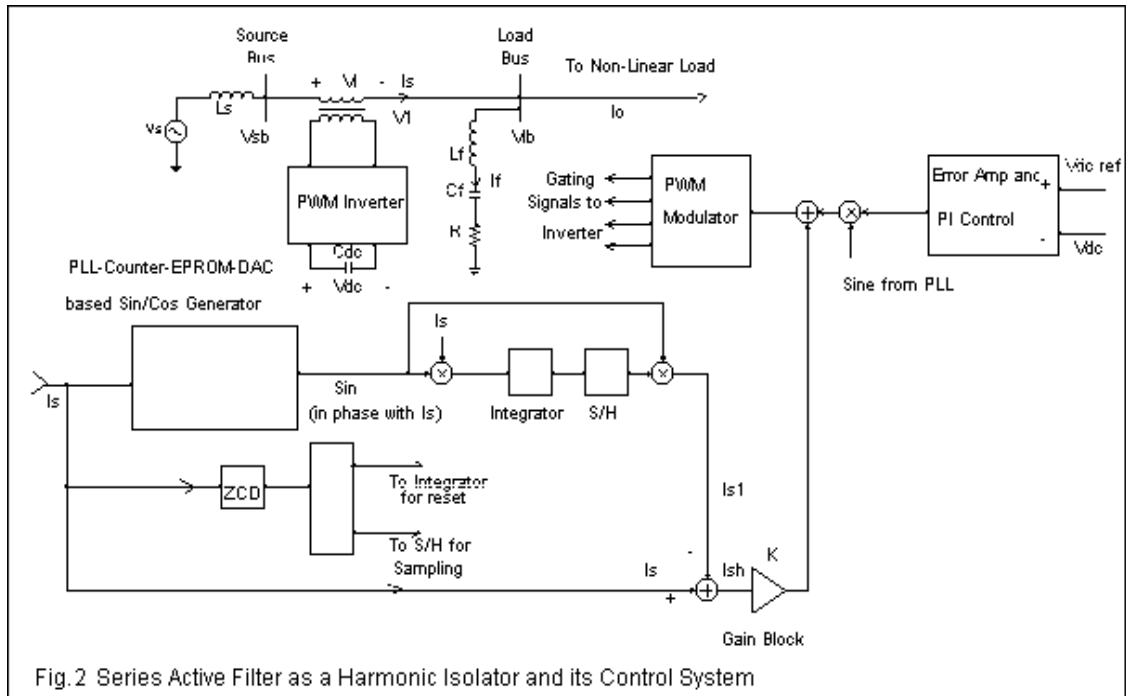 Source
Bus
Load
Bus
To Non-Linear Load
+ Vi - Is
Ls
V1
Io
Vs
Vsb
Vlb
Lf
If
Cf
R
PWM Inverter
Cdc
+ Vdc -
Gating
Signals to
Inverter
PWM
Modulator
+
×
Error Amp and
PI Control
+
-
Vdc ref
Vdc
Sine from PLL
PLL-Counter-EPROM-DAC
based Sin/Cos Generator
Is
Is
×
×
Sin
(in phase with Is)
Integrator
S/H
ZCD
To Integrator
for reset
To S/H for
Sampling
Is1
Is
+
-
+
Ish
K
Gain Block
Fig.2 Series Active Filter as a Harmonic Isolator and its Control System